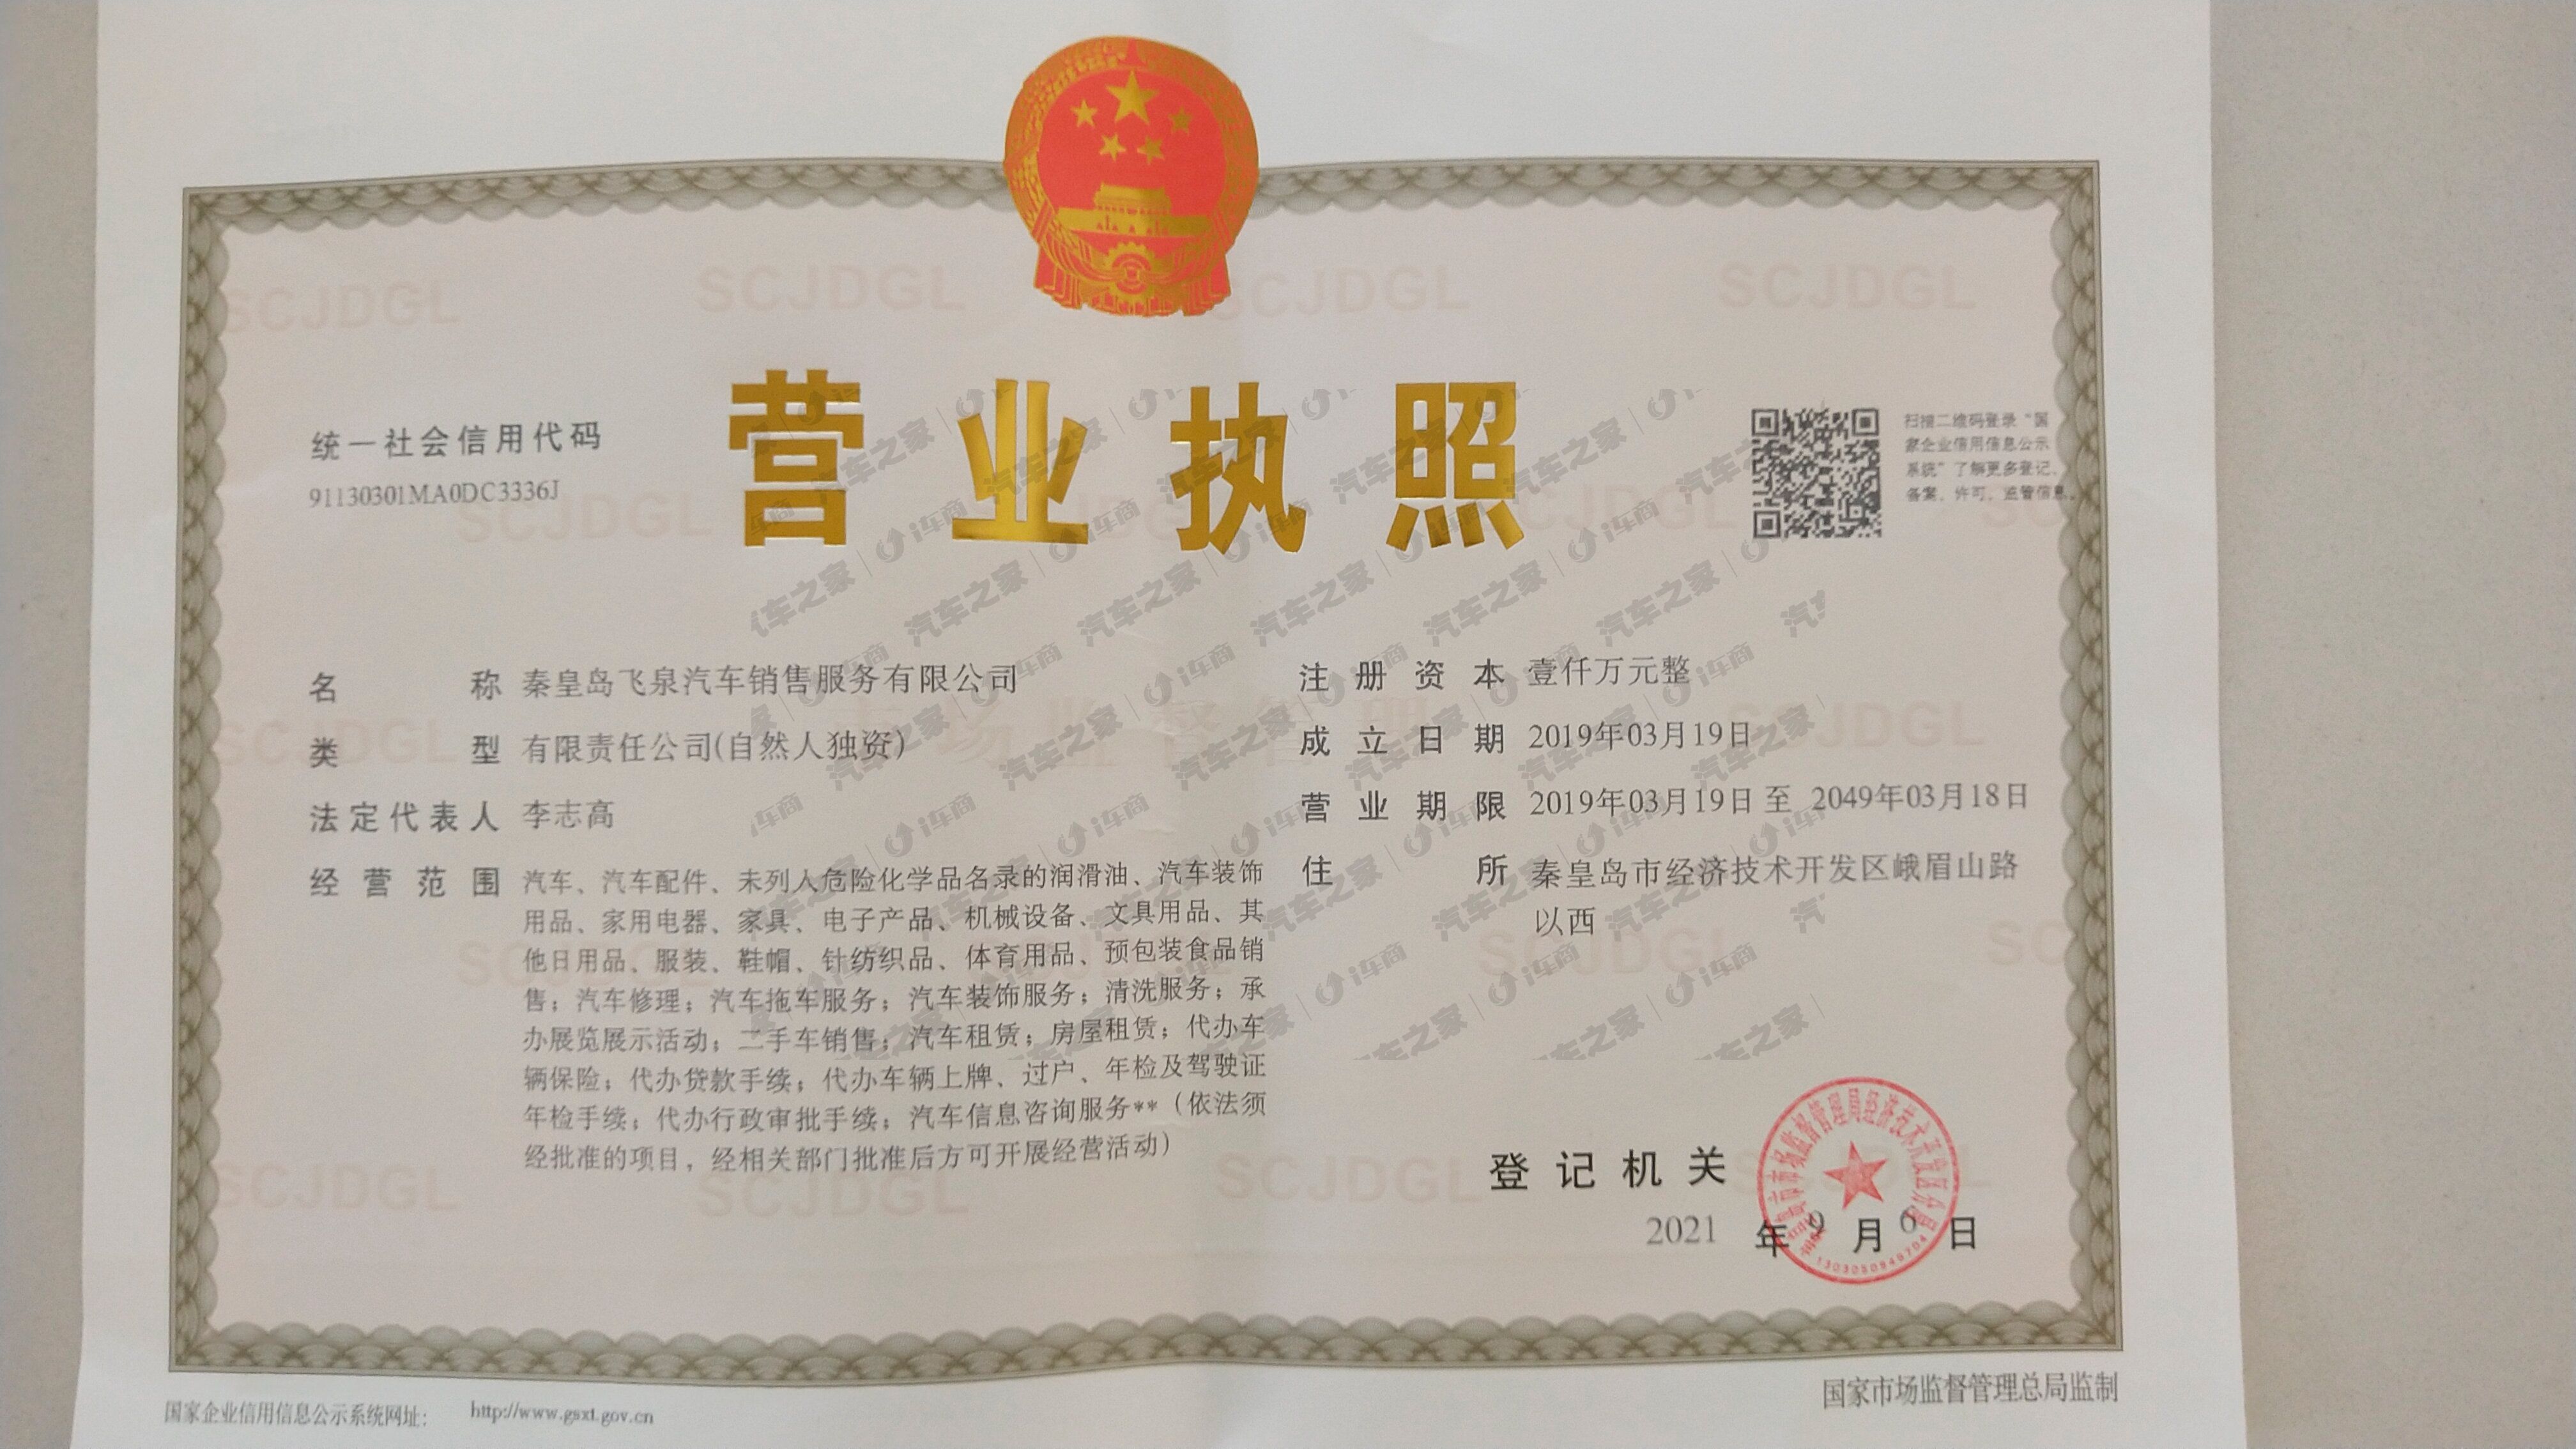 营业执照
统一社会信用代码
91130301MA0DC3336J
扫描二维码登录“国
家企业信用信息公示
系统”了解更多登记、
备案、许可、监管信息。
名称 秦皇岛飞泉汽车销售服务有限公司
类型 有限责任公司(自然人独资)
法定代表人 李志高
经营范围 汽车、汽车配件、未列入危险化学品名录的润滑油、汽车装饰
用品、家用电器、家具、电子产品、机械设备、文具用品、其
他日用品、服装、鞋帽、针纺织品、体育用品、预包装食品销
售；汽车修理；汽车拖车服务；汽车装饰服务；清洗服务；承
办展览展示活动；二手车销售；汽车租赁；房屋租赁；代办车
辆保险；代办贷款手续；代办车辆上牌、过户、年检及驾驶证
年检手续；代办行政审批手续；汽车信息咨询服务**（依法须
经批准的项目，经相关部门批准后方可开展经营活动）
注册资本 壹仟万元整
成立日期 2019年03月19日
营业期限 2019年03月19日 至 2049年03月18日
住所 秦皇岛市经济技术开发区峨眉山路
以西
登记机关
2021 年 9 月 6 日
国家企业信用信息公示系统网址： http://www.gsxt.gov.cn
国家市场监督管理总局监制
SCJDGL
汽车之家 | i车商